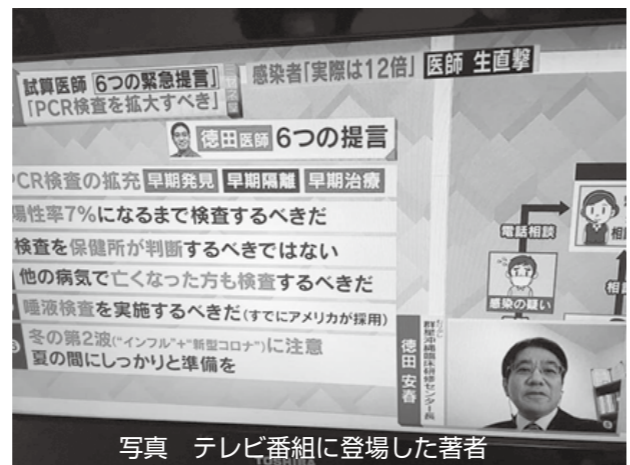 試算医師 6つの緊急提言」
「PCR検査を拡大すべき」
感染者「実際は12倍」 医師 生直撃
徳田医師 6つの提言
PCR検査の拡充 早期発見 早期隔離 早期治療
陽性率7%になるまで検査するべきだ
検査を保健所が判断するべきではない
他の病気で亡くなった方も検査するべきだ
唾液検査を実施するべきだ(すでにアメリカが採用)
冬の第2波("インフル"+"新型コロナ")に注意
夏の間にしっかりと準備を
電話相談
感染の疑い
群星沖縄臨床研修センター長
徳田 安春
写真 テレビ番組に登場した著者
TOSHIBA